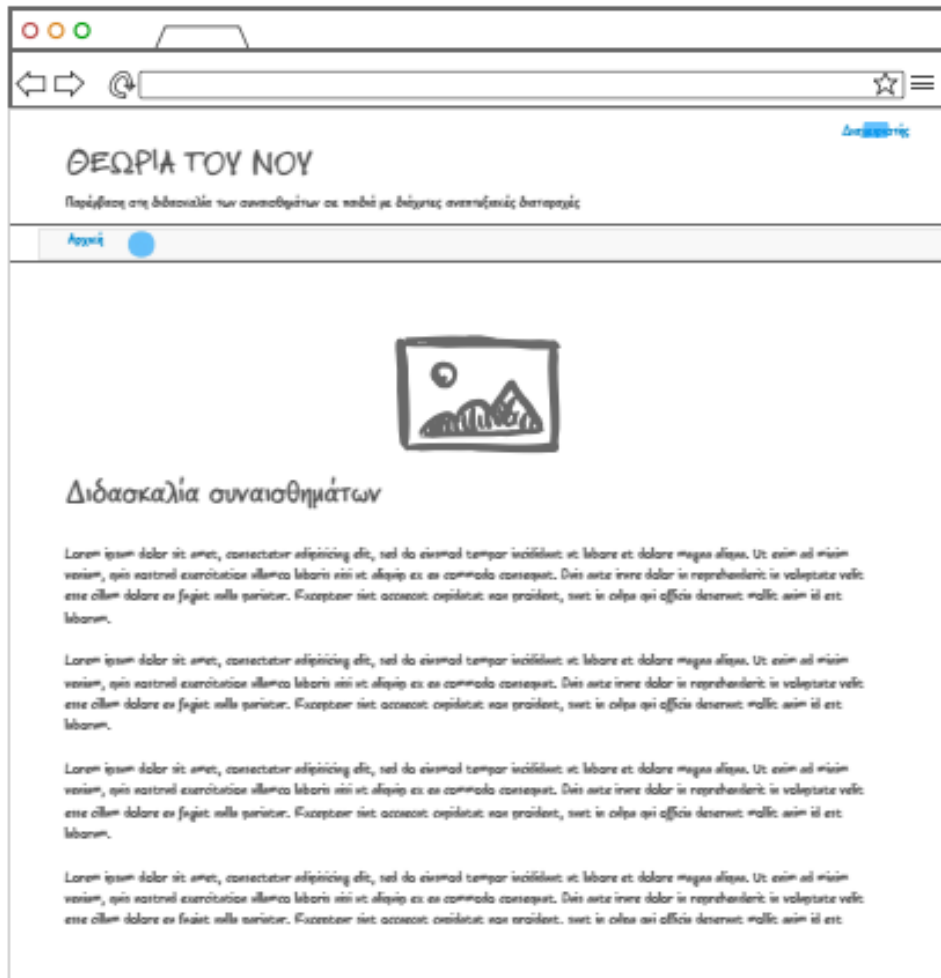 Διαχειριστής
ΘΕΩΡΙΑ ΤΟΥ ΝΟΥ
Παρέμβαση στη διδασκαλία των συναισθημάτων σε παιδιά με διάχυτες αναπτυξιακές διαταραχές
Αρχική
Διδασκαλία συναισθημάτων
Lorem ipsum dolor sit amet, consectetur adipisicing elit, sed do eiusmod tempor incididunt ut labore et dolore magna aliqua. Ut enim ad minim
veniam, quis nostrud exercitation ullamco laboris nisi ut aliquip ex ea commodo consequat. Duis aute irure dolor in reprehenderit in voluptate velit
esse cillum dolore eu fugiat nulla pariatur. Excepteur sint occaecat cupidatat non proident, sunt in culpa qui officia deserunt mollit anim id est
laborum.
Lorem ipsum dolor sit amet, consectetur adipisicing elit, sed do eiusmod tempor incididunt ut labore et dolore magna aliqua. Ut enim ad minim
veniam, quis nostrud exercitation ullamco laboris nisi ut aliquip ex ea commodo consequat. Duis aute irure dolor in reprehenderit in voluptate velit
esse cillum dolore eu fugiat nulla pariatur. Excepteur sint occaecat cupidatat non proident, sunt in culpa qui officia deserunt mollit anim id est
laborum.
Lorem ipsum dolor sit amet, consectetur adipisicing elit, sed do eiusmod tempor incididunt ut labore et dolore magna aliqua. Ut enim ad minim
veniam, quis nostrud exercitation ullamco laboris nisi ut aliquip ex ea commodo consequat. Duis aute irure dolor in reprehenderit in voluptate velit
esse cillum dolore eu fugiat nulla pariatur. Excepteur sint occaecat cupidatat non proident, sunt in culpa qui officia deserunt mollit anim id est
laborum.
Lorem ipsum dolor sit amet, consectetur adipisicing elit, sed do eiusmod tempor incididunt ut labore et dolore magna aliqua. Ut enim ad minim
veniam, quis nostrud exercitation ullamco laboris nisi ut aliquip ex ea commodo consequat. Duis aute irure dolor in reprehenderit in voluptate velit
esse cillum dolore eu fugiat nulla pariatur. Excepteur sint occaecat cupidatat non proident, sunt in culpa qui officia deserunt mollit anim id est